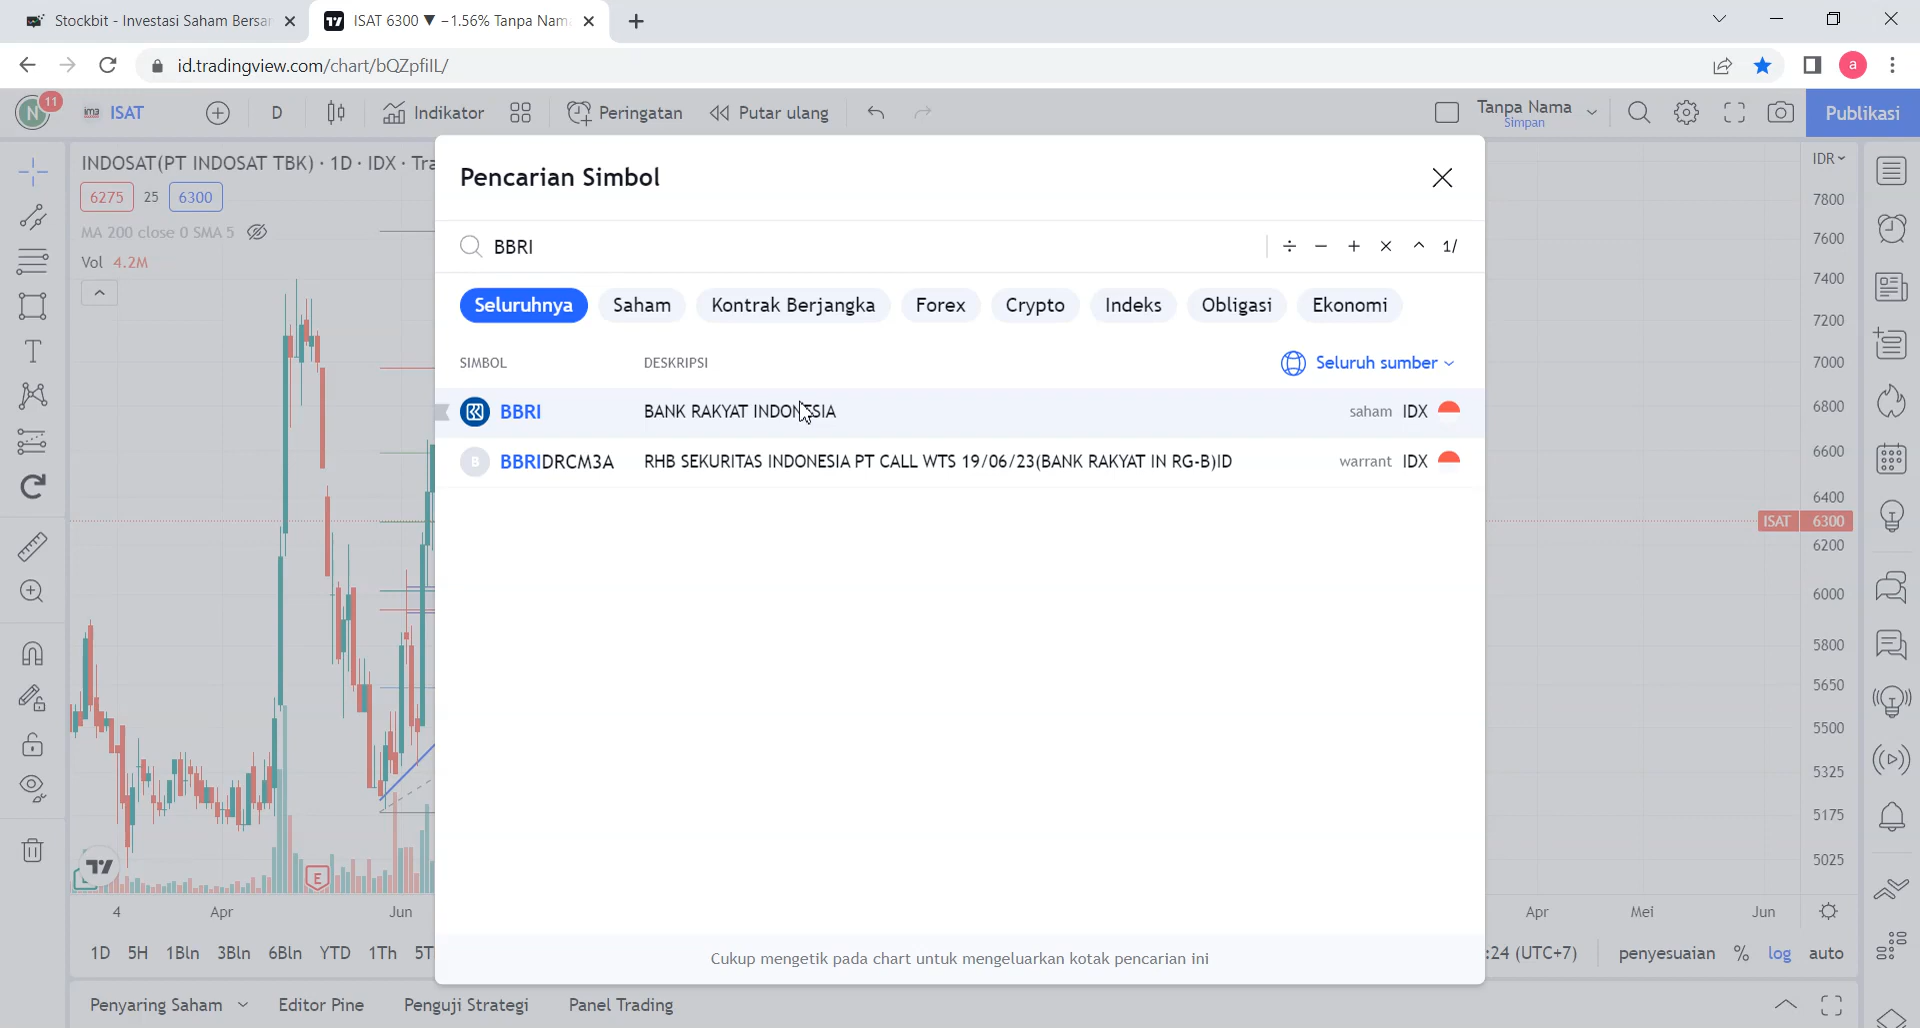 Stockbit - Investasi Saham Bersa
ISAT 6300 ▼ −1.56% Tanpa Nam
id.tradingview.com/chart/bQZpfilL/
a
N
11
ISAT
D
Indikator
Peringatan
Putar ulang
Tanpa Nama
Simpan
Publikasi
INDOSAT(PT INDOSAT TBK) · 1D · IDX · Tra
6275 25 6300
MA 200 close 0 SMA 5
Vol 4.2M
Pencarian Simbol
BBRI
÷ − + × ^ 1/
Seluruhnya Saham Kontrak Berjangka Forex Crypto Indeks Obligasi Ekonomi
SIMBOL DESKRIPSI Seluruh sumber
BBRI BANK RAKYAT INDONESIA saham IDX
B BBRIDRCM3A RHB SEKURITAS INDONESIA PT CALL WTS 19/06/23(BANK RAKYAT IN RG-B)ID warrant IDX
Cukup mengetik pada chart untuk mengeluarkan kotak pencarian ini
IDR
7800
7600
7400
7200
7000
6800
6600
6400
ISAT 6300
6200
6000
5800
5650
5500
5325
5175
5025
E
4 Apr Jun Apr Mei Jun
1D 5H 1Bln 3Bln 6Bln YTD 1Th 5T
:24 (UTC+7) penyesuaian % log auto
Penyaring Saham Editor Pine Penguji Strategi Panel Trading